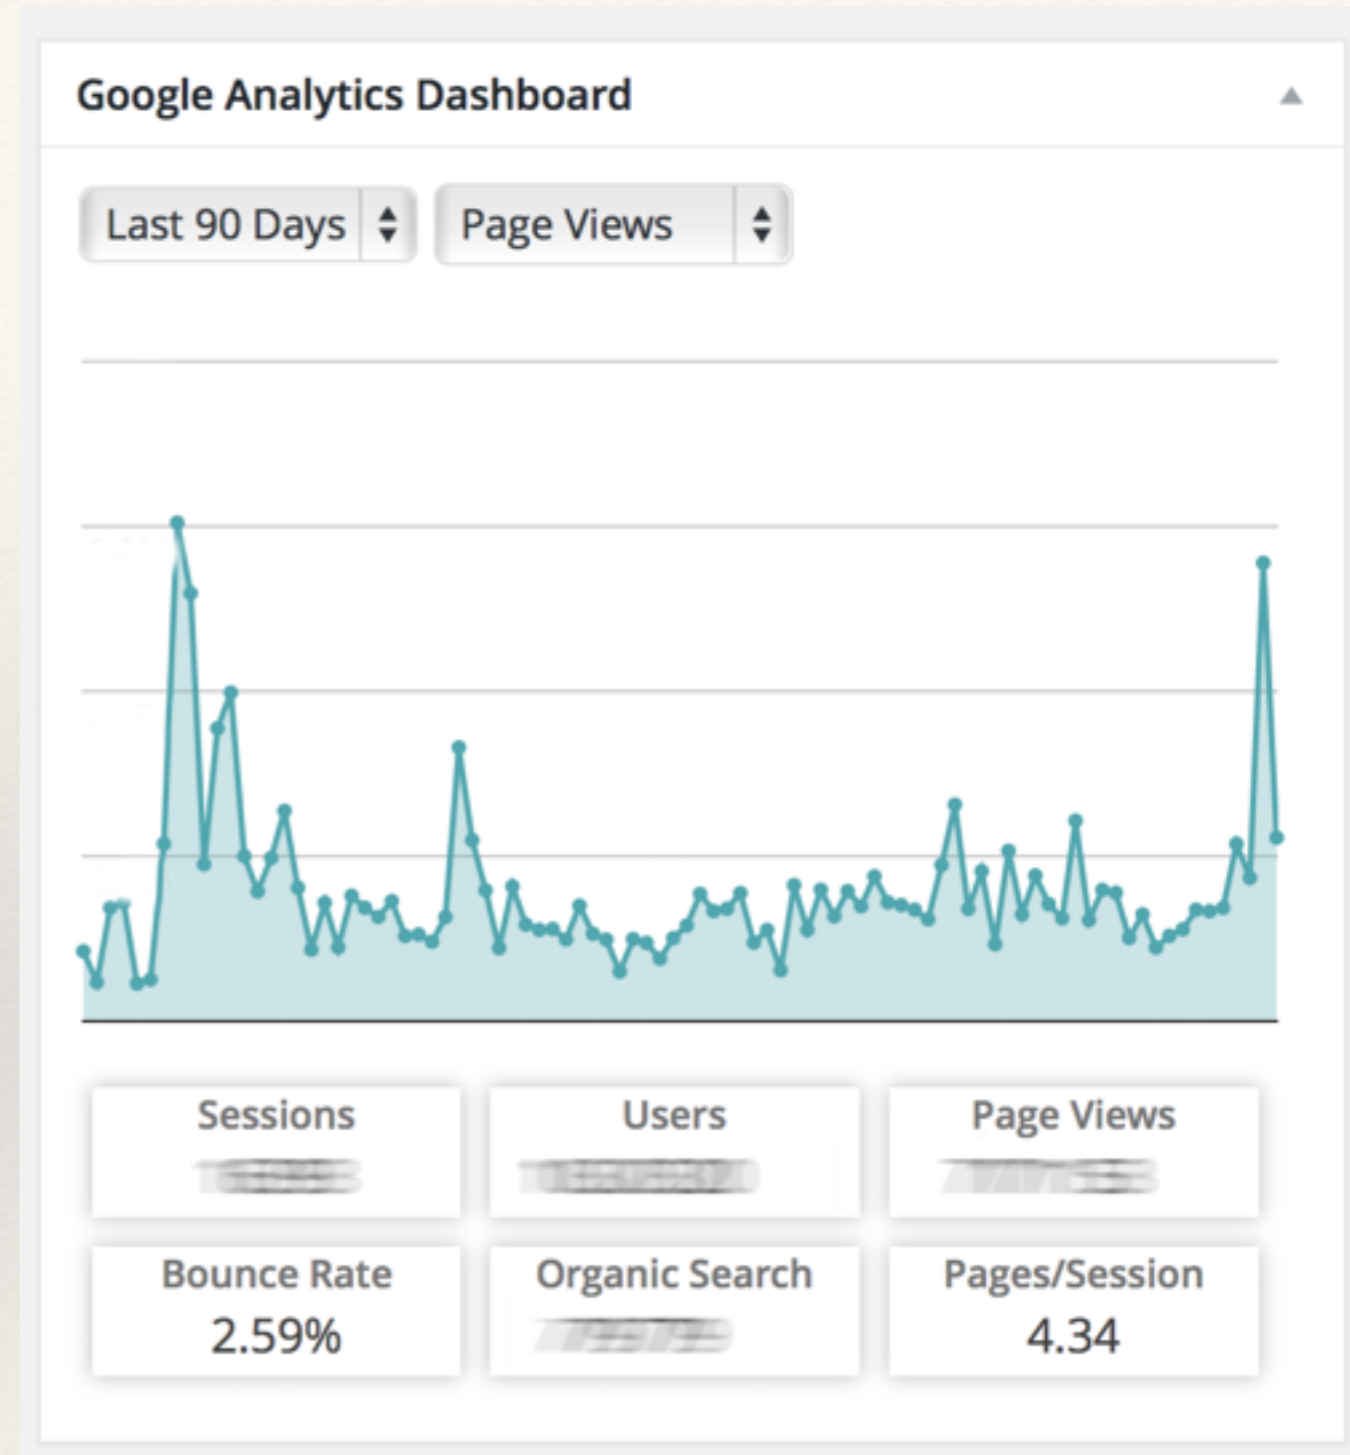 Google Analytics Dashboard
Last 90 Days Page Views
Sessions Users Page Views
Bounce Rate Organic Search Pages/Session
2.59% 4.34